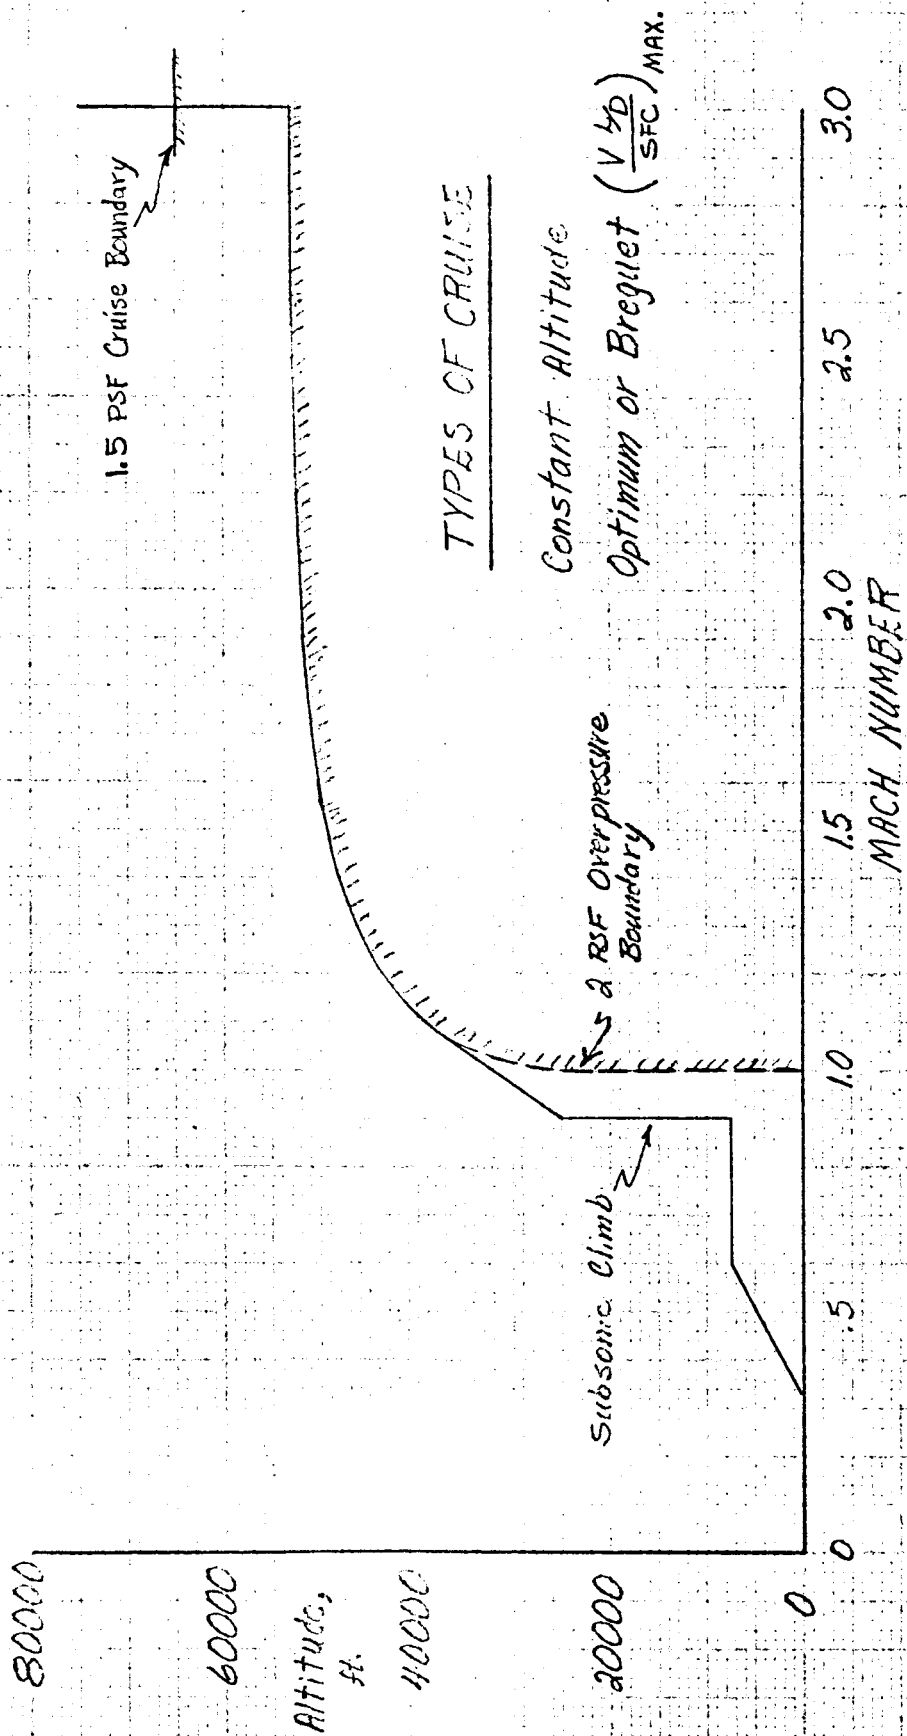 80000
60000
Altitude,
ft.
40000
20000
0
1.5 PSF Cruise Boundary
TYPES OF CRUISE
Constant Altitude
Optimum or Breguet (V L/D / SFC) MAX.
2 PSF Overpressure
Boundary
Subsonic Climb
0 .5 1.0 1.5 2.0 2.5 3.0
MACH NUMBER